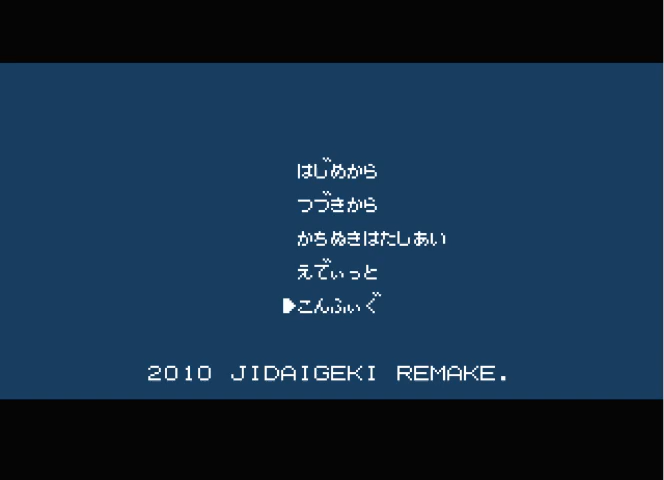 はじめから
つづきから
かちぬきはたしあい
えでぃっと
こんふぃぐ
2010 JIDAIGEKI REMAKE.